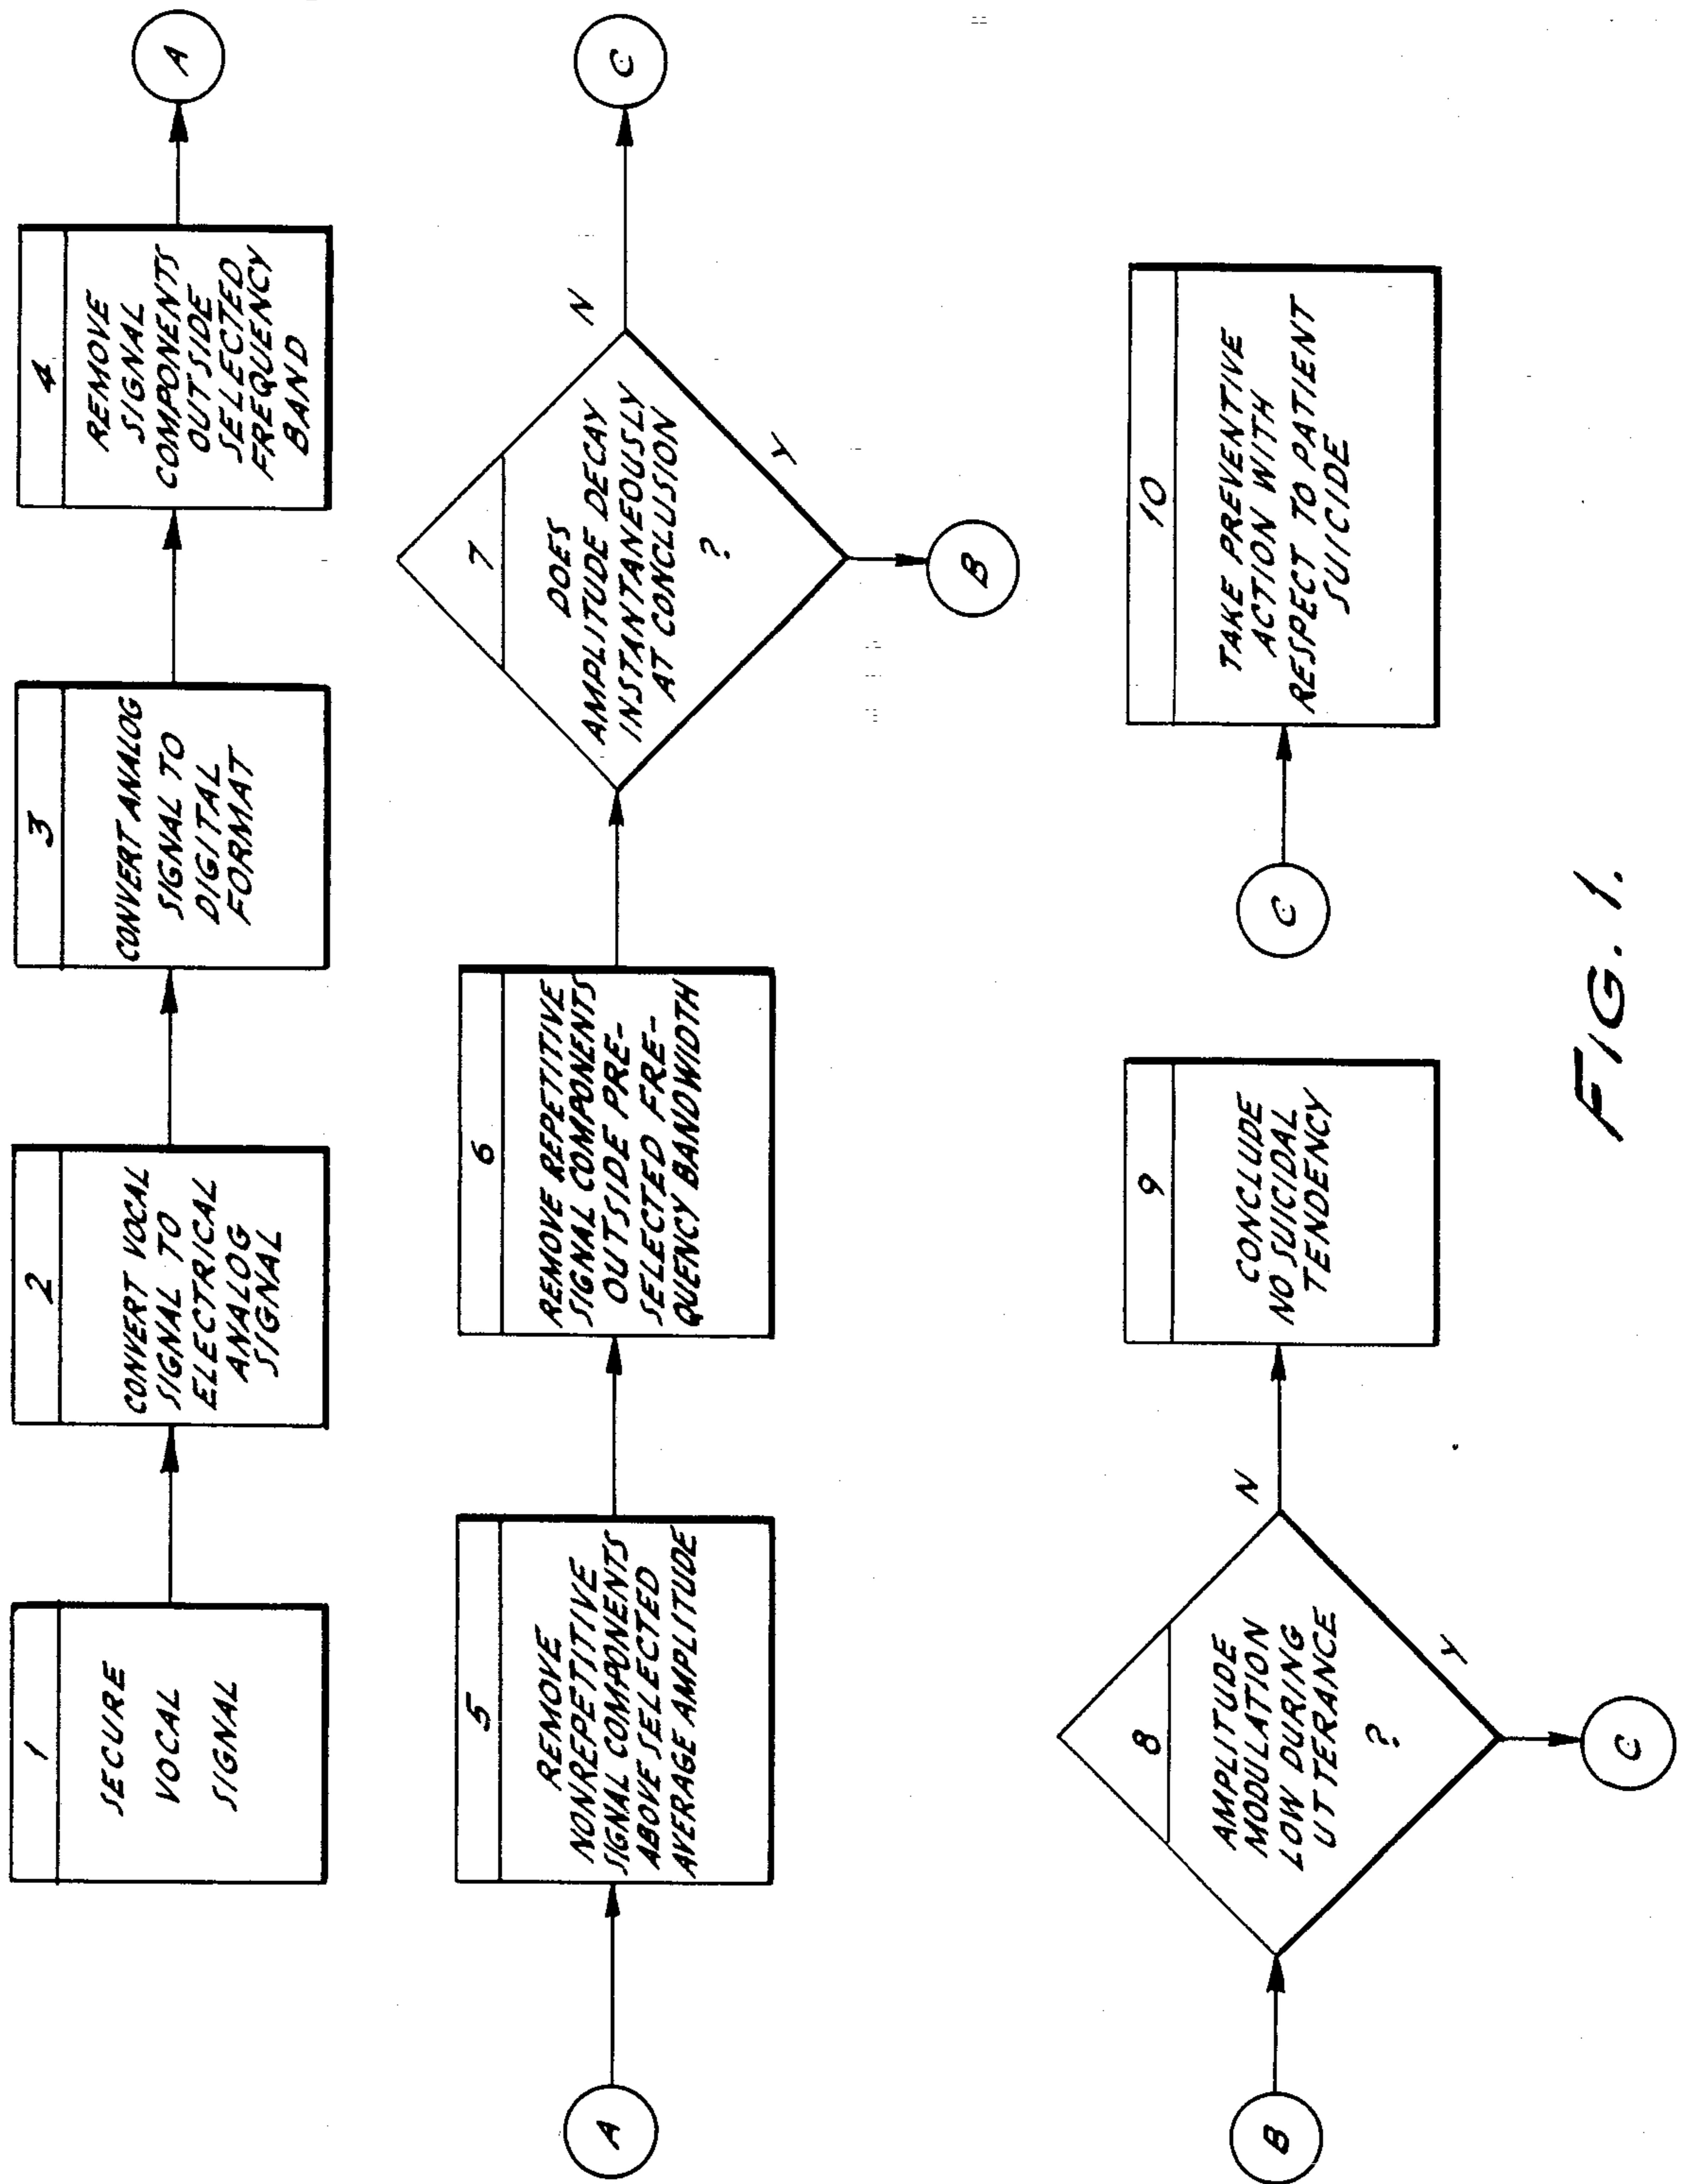 1
SECURE
VOCAL
SIGNAL
2
CONVERT VOCAL
SIGNAL TO
ELECTRICAL
ANALOG
SIGNAL
3
CONVERT ANALOG
SIGNAL TO
DIGITAL
FORMAT
4
REMOVE
SIGNAL
COMPONENTS
OUTSIDE
SELECTED
FREQUENCY
BAND
A
A
5
REMOVE
NONREPETITIVE
SIGNAL COMPONENTS
ABOVE SELECTED
AVERAGE AMPLITUDE
6
REMOVE REPETITIVE
SIGNAL COMPONENTS
OUTSIDE PRE-
SELECTED FRE-
QUENCY BANDWIDTH
7
DOES
AMPLITUDE DECAY
INSTANTANEOUSLY
AT CONCLUSION
?
N
C
Y
B
B
8
AMPLITUDE
MODULATION
LOW DURING
UTTERANCE
?
N
Y
C
9
CONCLUDE
NO SUICIDAL
TENDENCY
C
10
TAKE PREVENTIVE
ACTION WITH
RESPECT TO PATIENT
SUICIDE
FIG. 1.